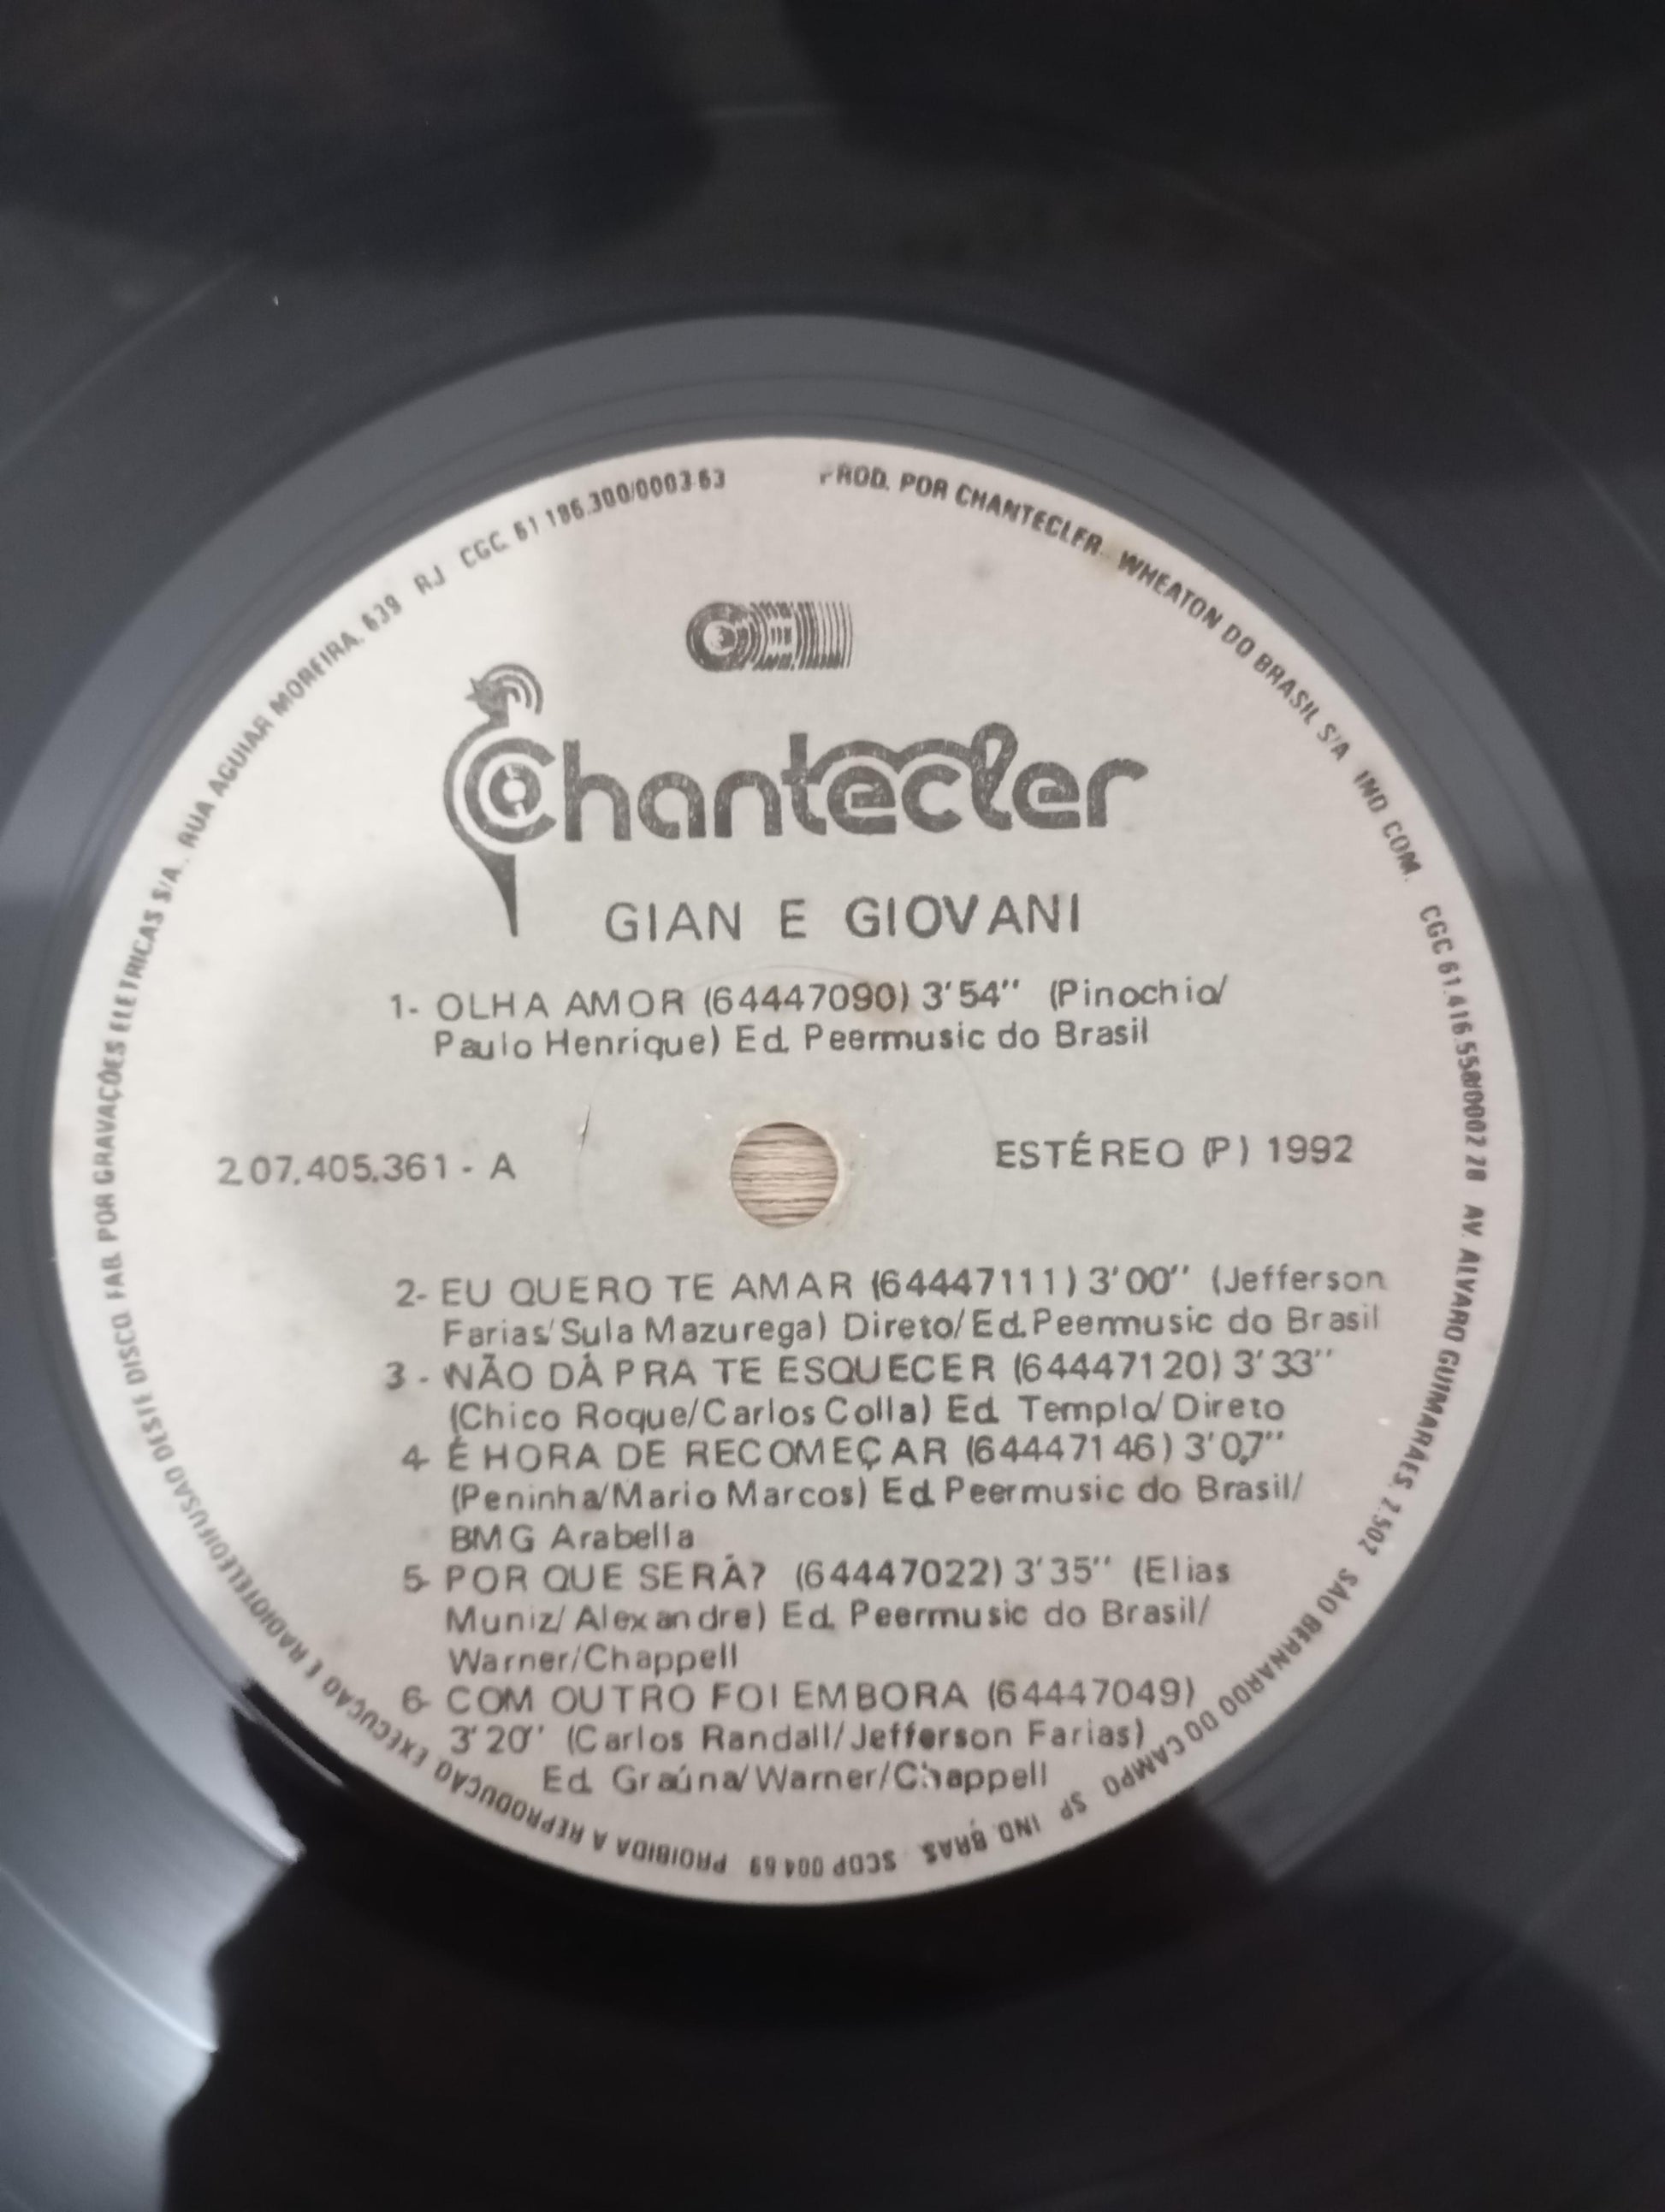 PROD. POR CHANTECLER - WHEATON DO BRASIL S/A IND COM. CGC 61.416.558/0002 28 AV. ALVARO GUIMARAES, 2.502 SÃO BERNARDO DO CAMPO SP IND. BRAS. SCDP 004 69 PROIBIDA A REPRODUÇÃO, EXECUÇÃO E RADIOTELEDIFUSÃO DESTE DISCO. FAB. POR GRAVAÇÕES ELETRICAS S/A. RUA AGUIAR MOREIRA, 639 RJ CGC. 61 186.300/0003-63
Chantecler
GIAN E GIOVANI
1- OLHA AMOR (64447090) 3'54" (Pinochio/
Paulo Henrique) Ed. Peermusic do Brasil
2.07.405.361 - A
ESTÉREO (P) 1992
2- EU QUERO TE AMAR (64447111) 3'00" (Jefferson
Farias/Sula Mazurega) Direto/Ed.Peermusic do Brasil
3 - NÃO DÁ PRA TE ESQUECER (64447120) 3'33"
(Chico Roque/Carlos Colla) Ed. Templo/ Direto
4- É HORA DE RECOMEÇAR (64447146) 3'07"
(Peninha/Mario Marcos) Ed. Peermusic do Brasil/
BMG Arabella
5- POR QUE SERÁ? (64447022) 3'35" (Elias
Muniz/ Alexandre) Ed. Peermusic do Brasil/
Warner/Chappell
6- COM OUTRO FOI EMBORA (64447049)
3'20" (Carlos Randall/Jefferson Farias)
Ed. Graúna/Warner/Chappell